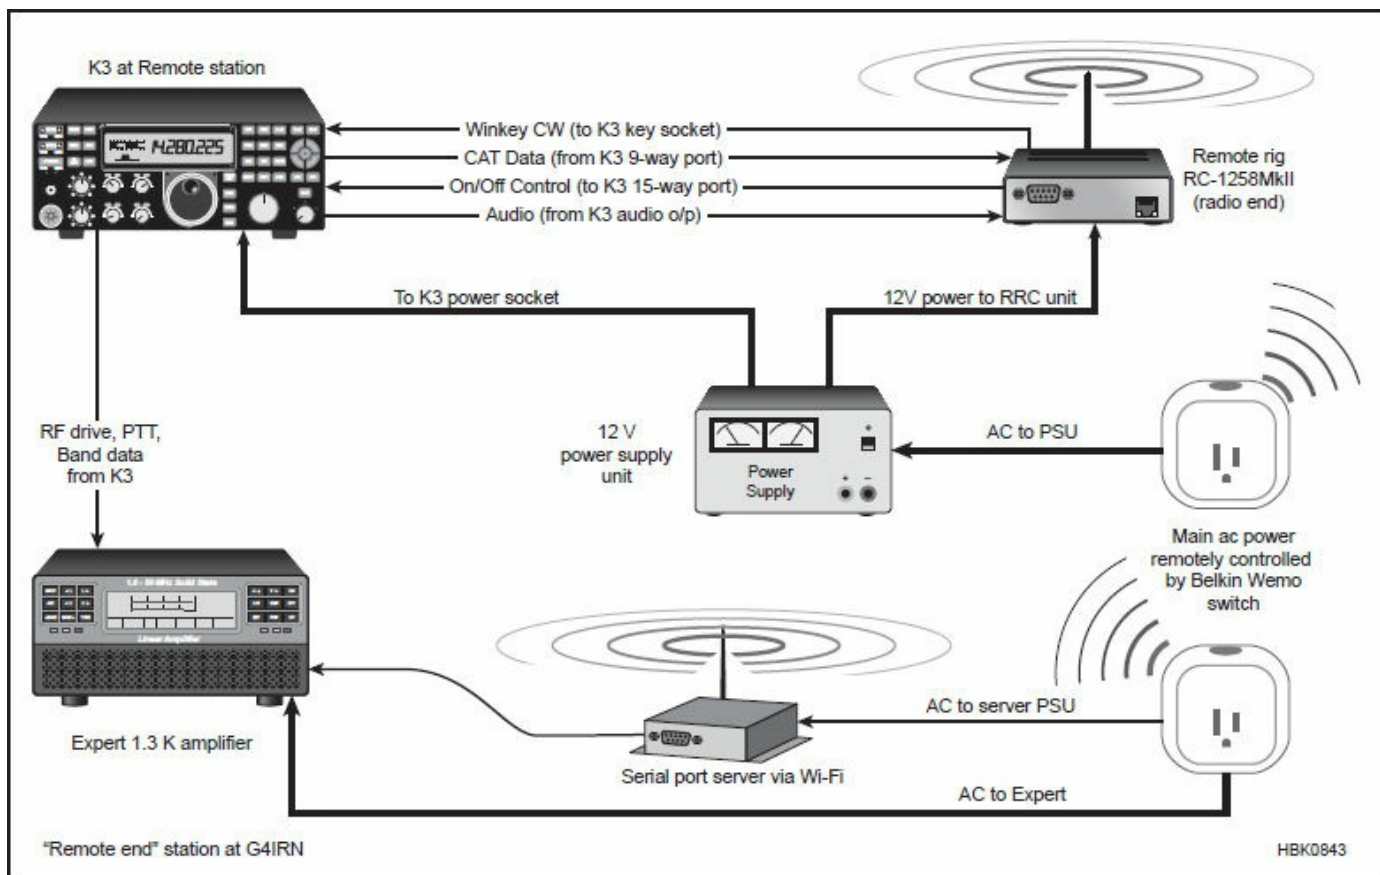 K3 at Remote station
14.280.225
Winkey CW (to K3 key socket)
CAT Data (from K3 9-way port)
On/Off Control (to K3 15-way port)
Audio (from K3 audio o/p)
Remote rig
RC-1258MkII
(radio end)
To K3 power socket
12V power to RRC unit
RF drive, PTT,
Band data
from K3
12 V
power supply
unit
Power
Supply
+
+ –
AC to PSU
Main ac power
remotely controlled
by Belkin Wemo
switch
Linear Amplifier
Expert 1.3 K amplifier
Serial port server via Wi-Fi
AC to server PSU
AC to Expert
“Remote end” station at G4IRN
HBK0843